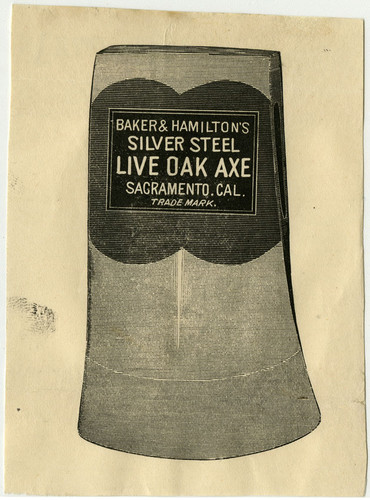 BAKER & HAMILTON'S
SILVER STEEL
LIVE OAK AXE
SACRAMENTO. CAL.
TRADE MARK.